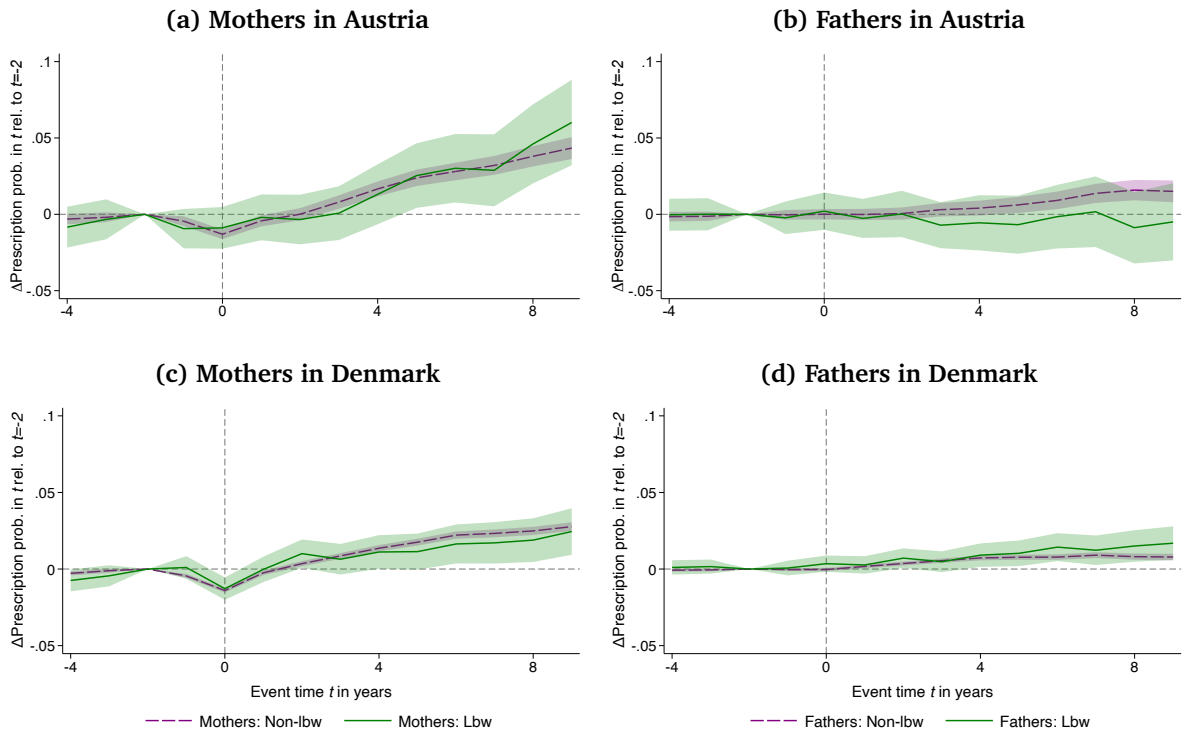 (a) Mothers in Austria
ΔPrescription prob. in t rel. to t=-2
.1
.05
0
-.05
-4
0
4
8
(b) Fathers in Austria
ΔPrescription prob. in t rel. to t=-2
.1
.05
0
-.05
-4
0
4
8
(c) Mothers in Denmark
ΔPrescription prob. in t rel. to t=-2
.1
.05
0
-.05
-4
0
4
8
Event time t in years
Mothers: Non-lbw
Mothers: Lbw
(d) Fathers in Denmark
ΔPrescription prob. in t rel. to t=-2
.1
.05
0
-.05
-4
0
4
8
Event time t in years
Fathers: Non-lbw
Fathers: Lbw